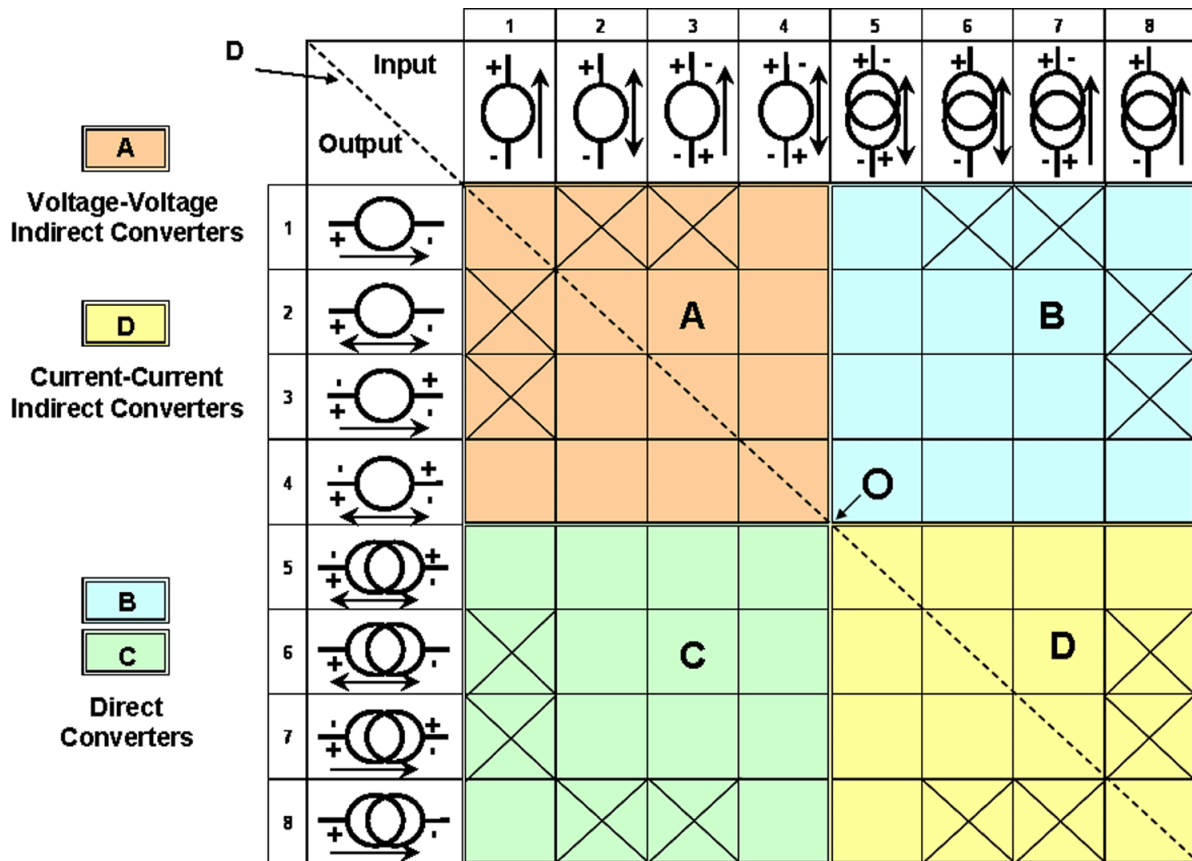 1 2 3 4 5 6 7 8
D
Input
+ + + - + - + - + + - +
Output
- - - + - + - + - - + -
A
Voltage-Voltage
Indirect Converters
1
+ -
2
+ -
A
B
D
Current-Current
Indirect Converters
3
- +
+ -
4
- +
+ -
O
5
- +
+ -
B
C
Direct
Converters
6
+ -
C
D
7
- +
+ -
8
+ -